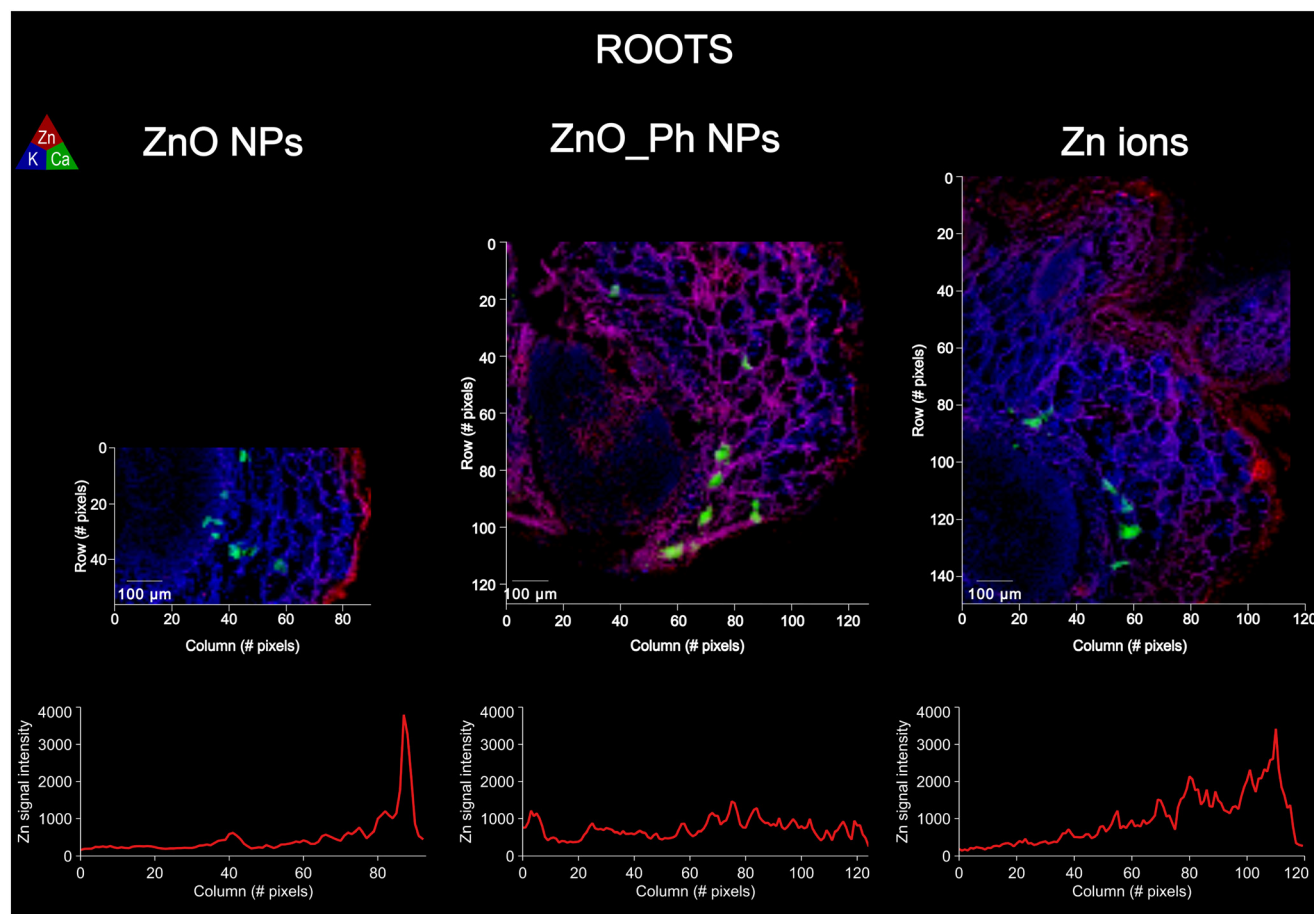 ROOTS
Zn
K Ca
ZnO NPs
ZnO_Ph NPs
Zn ions
0
20
40
Row (# pixels)
100 µm
0 20 40 60 80
Column (# pixels)
0
20
40
60
80
100
120
Row (# pixels)
100 µm
0 20 40 60 80 100 120
Column (# pixels)
0
20
40
60
80
100
120
140
Row (# pixels)
100 µm
0 20 40 60 80 100 120
Column (# pixels)
4000
3000
2000
1000
0
Zn signal intensity
0 20 40 60 80
Column (# pixels)
4000
3000
2000
1000
0
Zn signal intensity
0 20 40 60 80 100 120
Column (# pixels)
4000
3000
2000
1000
0
Zn signal intensity
0 20 40 60 80 100 120
Column (# pixels)